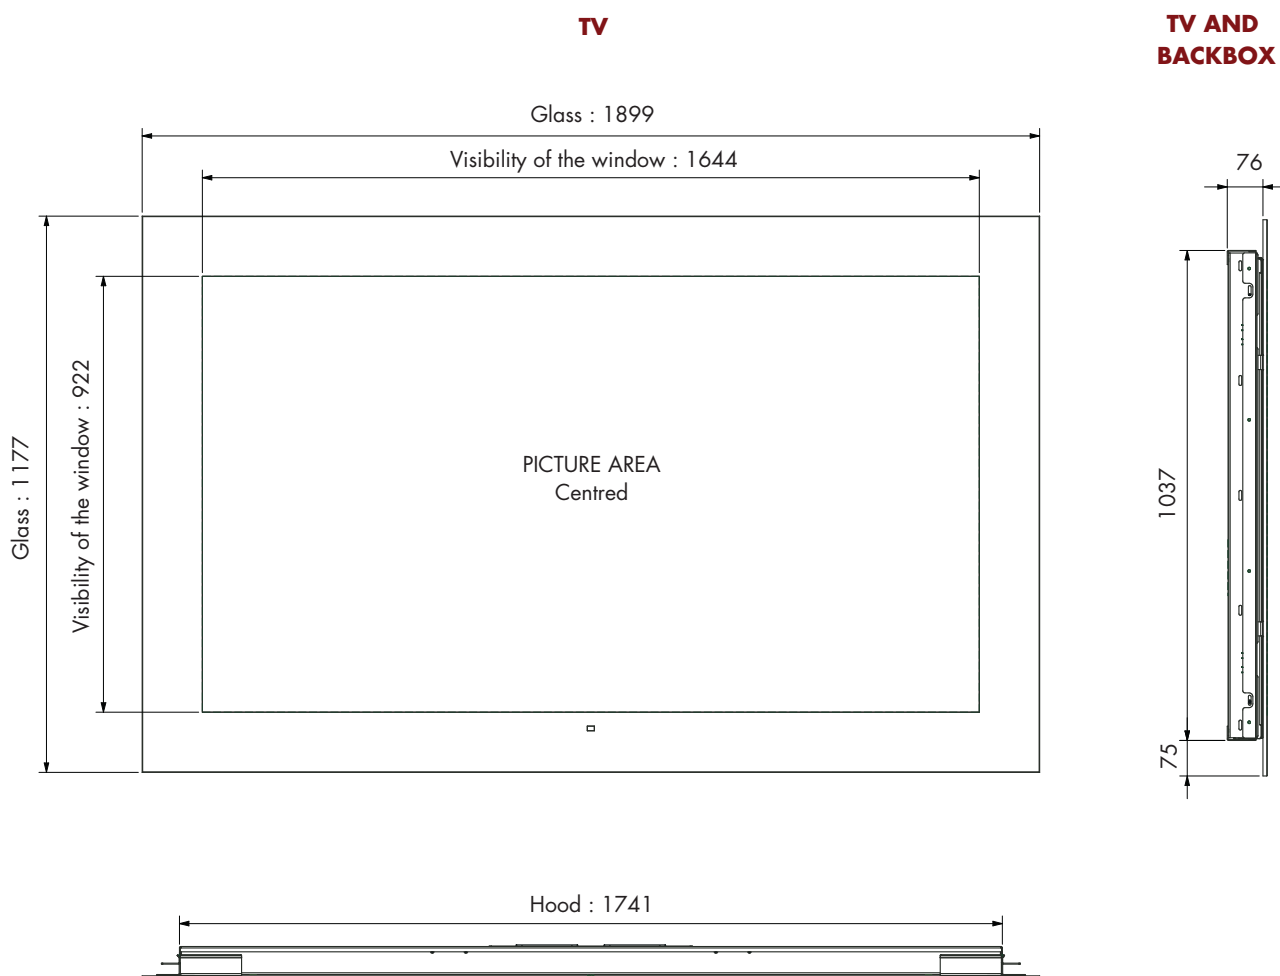 TV
TV AND
BACKBOX
Glass : 1899
Visibility of the window : 1644
76
Glass : 1177
Visibility of the window : 922
PICTURE AREA
Centred
1037
75
Hood : 1741